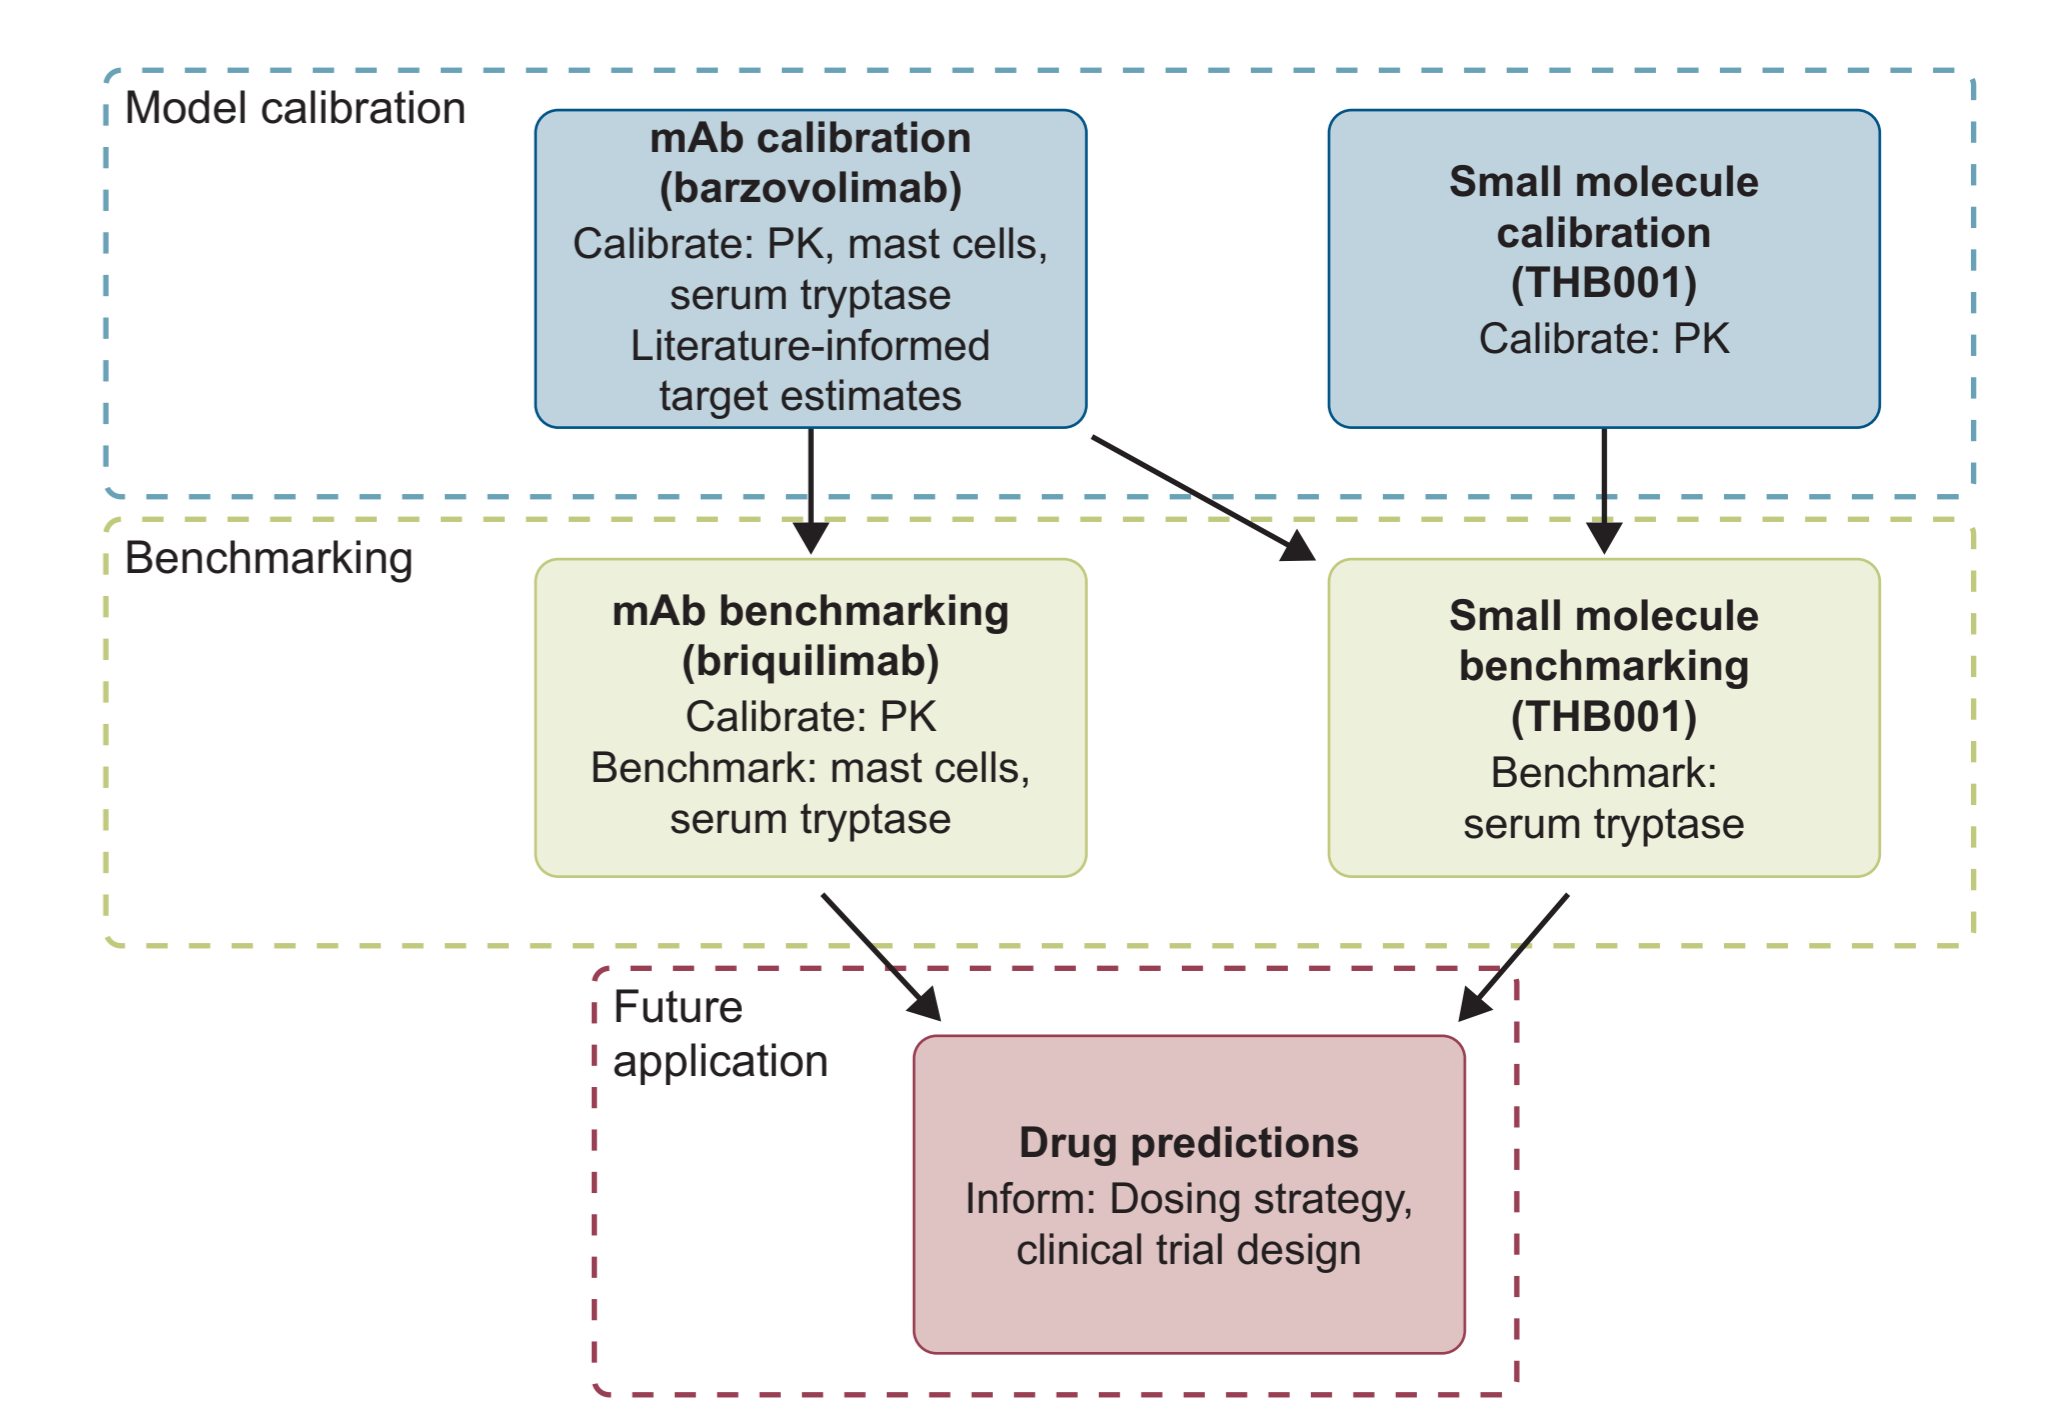 Model calibration
mAb calibration
(barzovolimab)
Calibrate: PK, mast cells,
serum tryptase
Literature-informed
target estimates
Small molecule
calibration
(THB001)
Calibrate: PK
Benchmarking
mAb benchmarking
(briquilimab)
Calibrate: PK
Benchmark: mast cells,
serum tryptase
Small molecule
benchmarking
(THB001)
Benchmark:
serum tryptase
Future
application
Drug predictions
Inform: Dosing strategy,
clinical trial design